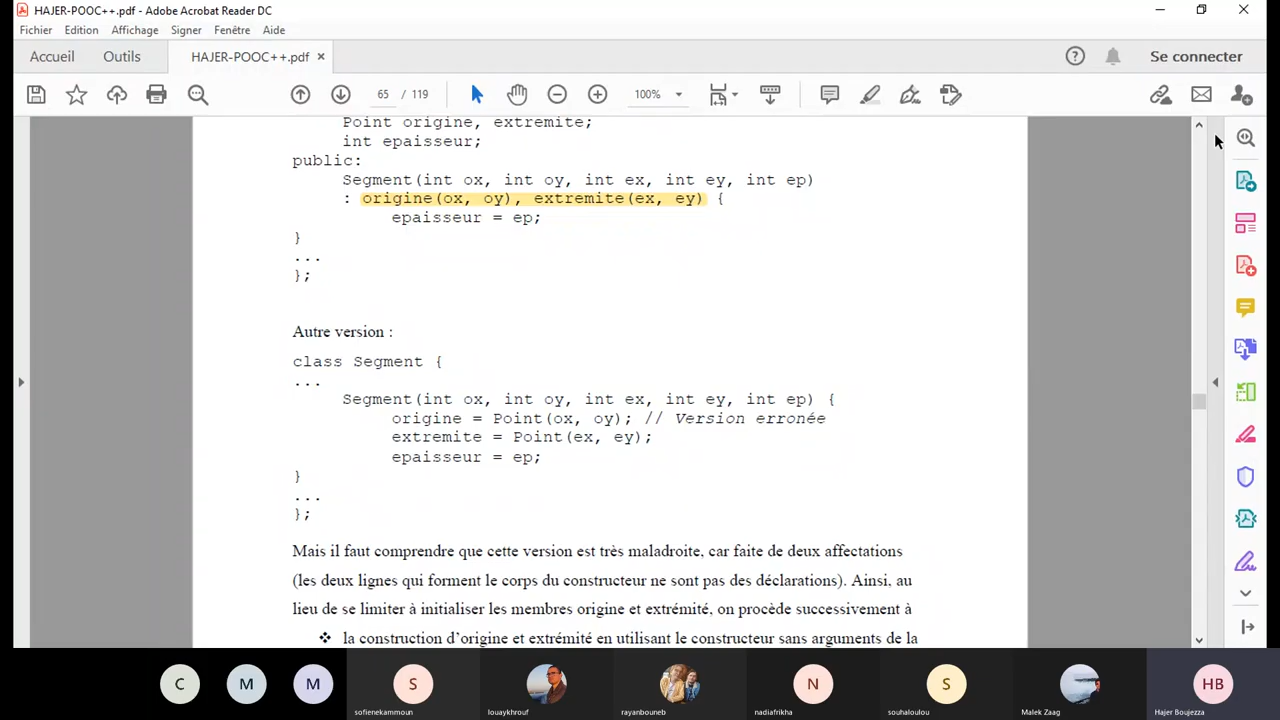 HAJER-POOC++.pdf - Adobe Acrobat Reader DC
Fichier Edition Affichage Signer Fenêtre Aide
Accueil Outils HAJER-POOC++.pdf × Se connecter
65 / 119 100%
Point origine, extremite;
int epaisseur;
public:
Segment(int ox, int oy, int ex, int ey, int ep)
: origine(ox, oy), extremite(ex, ey) {
epaisseur = ep;
}
...
};
Autre version :
class Segment {
...
Segment(int ox, int oy, int ex, int ey, int ep) {
origine = Point(ox, oy); // Version erronée
extremite = Point(ex, ey);
epaisseur = ep;
}
...
};
Mais il faut comprendre que cette version est très maladroite, car faite de deux affectations
(les deux lignes qui forment le corps du constructeur ne sont pas des déclarations). Ainsi, au
lieu de se limiter à initialiser les membres origine et extrémité, on procède successivement à
❖ la construction d'origine et extrémité en utilisant le constructeur sans arguments de la
C M M S N S HB
sofienekammoun louaykhrouf rayanbouneb nadiafrikha souhaloulou Malek Zaag Hajer Boujezza